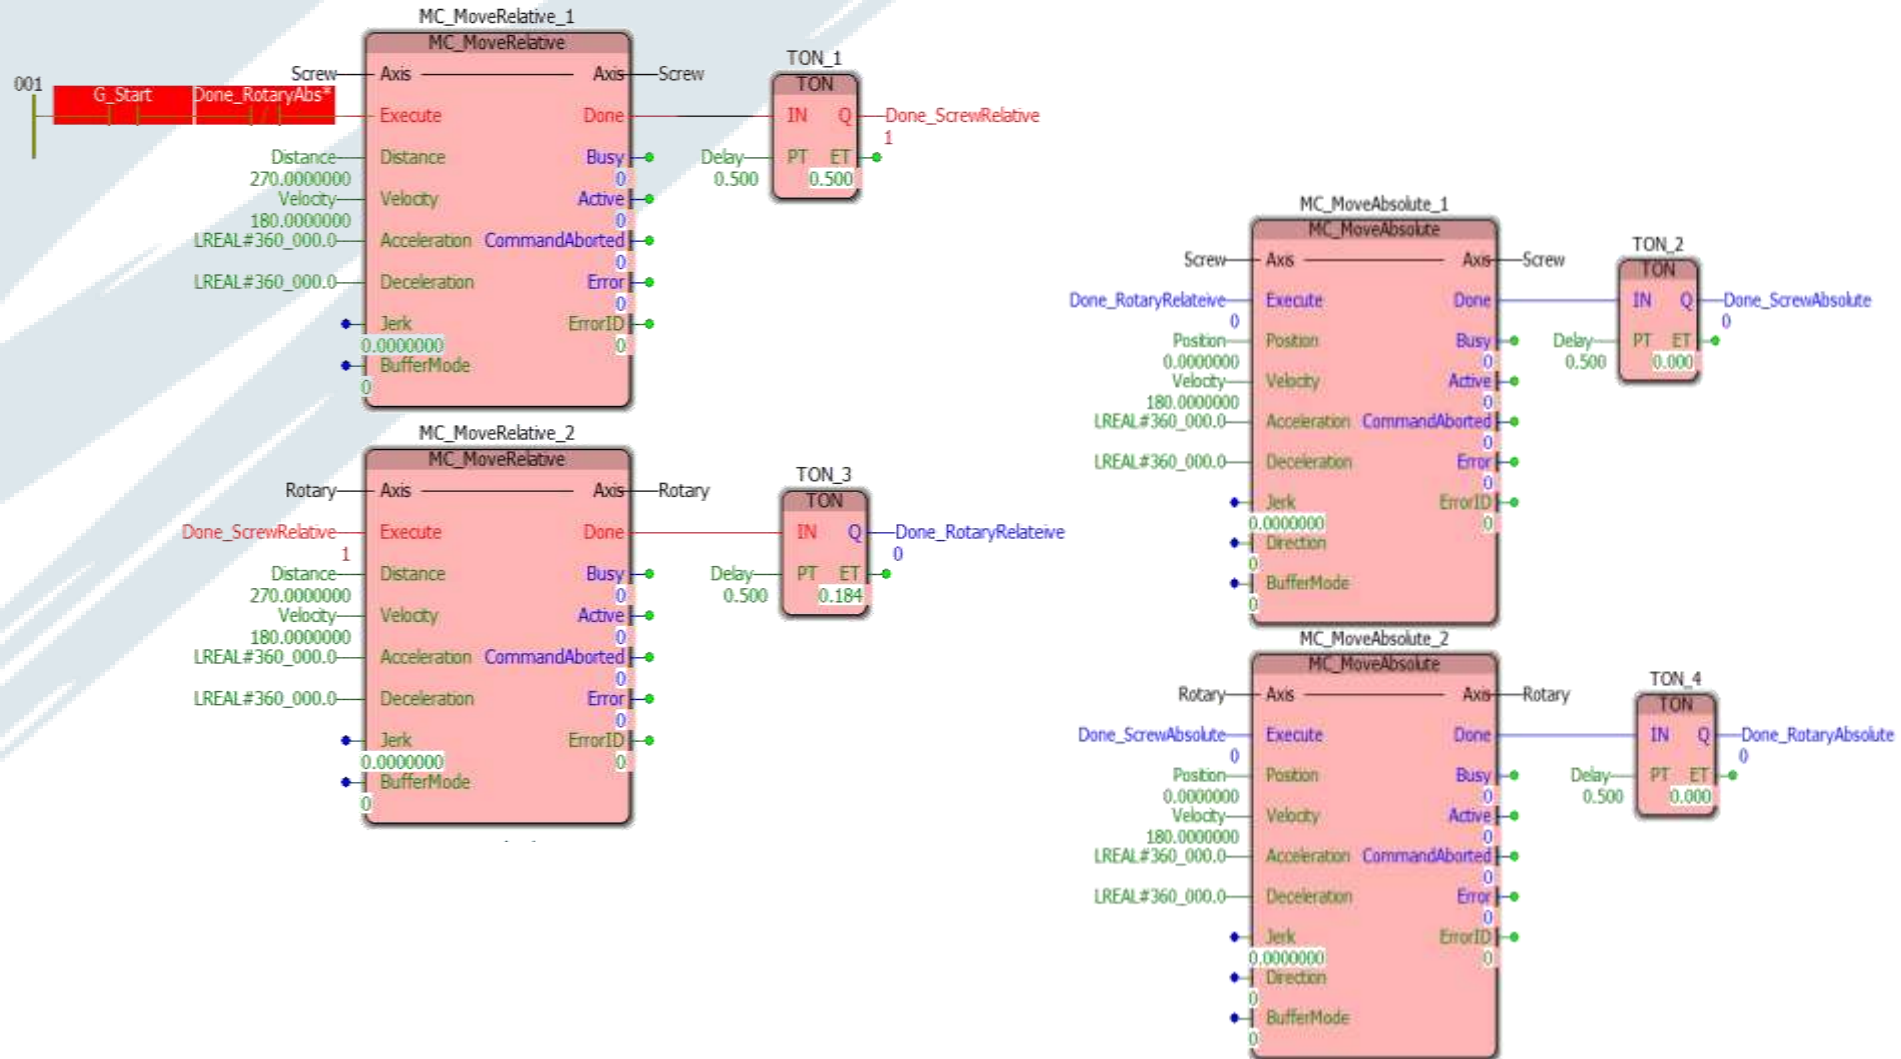 MC_MoveRelative_1
MC_MoveRelative
Screw Axis Axis Screw
001
G_Start Done_RotaryAbs*
Execute Done
Distance Distance Busy
270.0000000 0
Velocity Velocity Active
180.0000000 0
LREAL#360_000.0 Acceleration CommandAborted
0
LREAL#360_000.0 Deceleration Error
0
Jerk ErrorID
0.0000000 0
BufferMode
0
TON_1
TON
IN Q Done_ScrewRelative
1
Delay PT ET
0.500 0.500
MC_MoveRelative_2
MC_MoveRelative
Rotary Axis Axis Rotary
Done_ScrewRelative Execute Done
1
Distance Distance Busy
270.0000000 0
Velocity Velocity Active
180.0000000 0
LREAL#360_000.0 Acceleration CommandAborted
0
LREAL#360_000.0 Deceleration Error
0
Jerk ErrorID
0.0000000 0
BufferMode
0
TON_3
TON
IN Q Done_RotaryRelateive
0
Delay PT ET
0.500 0.184
MC_MoveAbsolute_1
MC_MoveAbsolute
Screw Axis Axis Screw
Done_RotaryRelateive Execute Done
0
Position Position Busy
0.0000000 0
Velocity Velocity Active
180.0000000 0
LREAL#360_000.0 Acceleration CommandAborted
0
LREAL#360_000.0 Deceleration Error
0
Jerk ErrorID
0.0000000 0
Direction
0
BufferMode
0
TON_2
TON
IN Q Done_ScrewAbsolute
0
Delay PT ET
0.500 0.000
MC_MoveAbsolute_2
MC_MoveAbsolute
Rotary Axis Axis Rotary
Done_ScrewAbsolute Execute Done
0
Position Position Busy
0.0000000 0
Velocity Velocity Active
180.0000000 0
LREAL#360_000.0 Acceleration CommandAborted
0
LREAL#360_000.0 Deceleration Error
0
Jerk ErrorID
0.0000000 0
Direction
0
BufferMode
0
TON_4
TON
IN Q Done_RotaryAbsolute
0
Delay PT ET
0.500 0.000